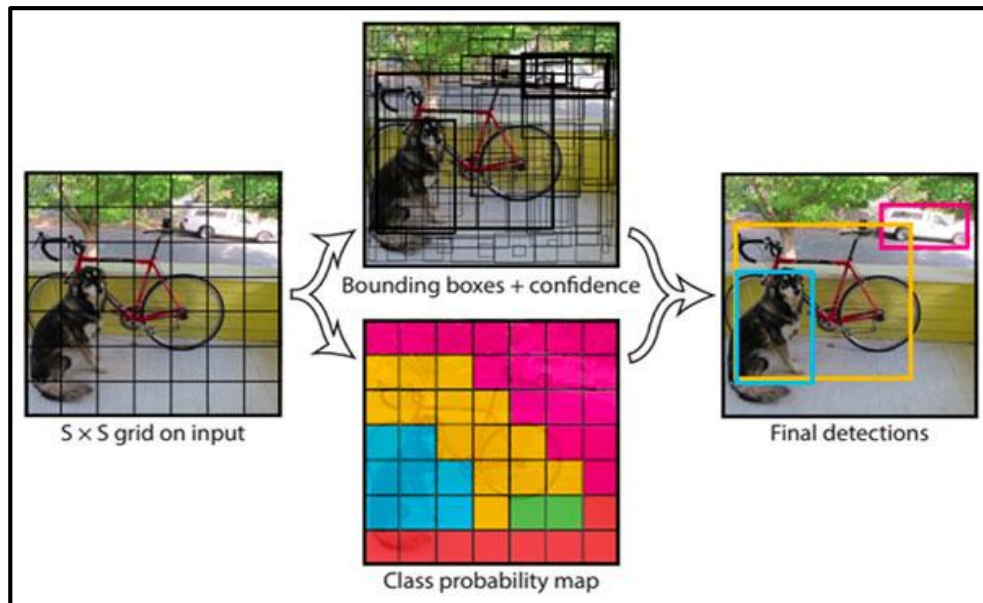 Bounding boxes + confidence
S × S grid on input
Final detections
Class probability map